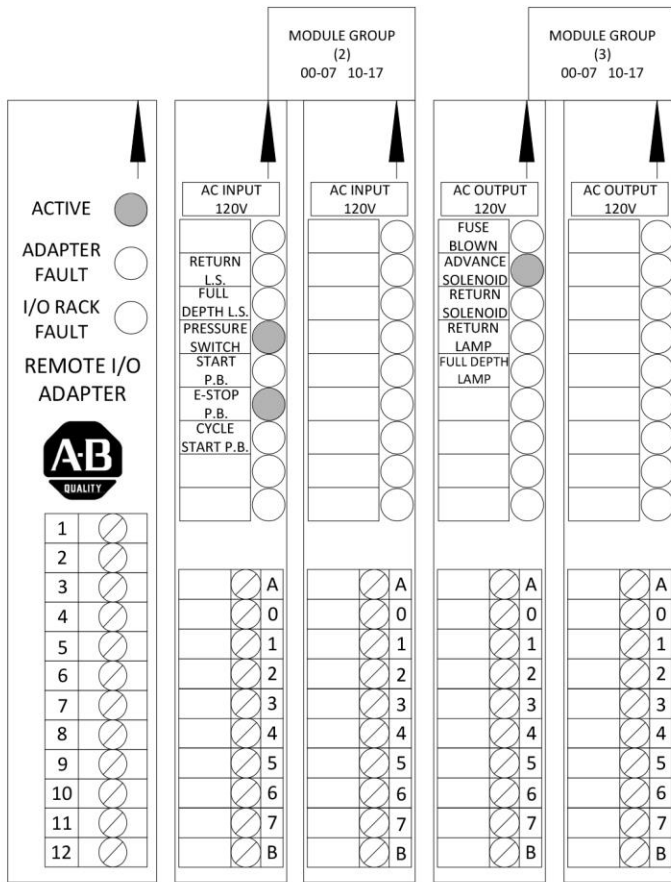 MODULE GROUP
(2)
00-07 10-17
MODULE GROUP
(3)
00-07 10-17
ACTIVE
ADAPTER
FAULT
I/O RACK
FAULT
REMOTE I/O
ADAPTER
A-B
QUALITY
1
2
3
4
5
6
7
8
9
10
11
12
AC INPUT
120V
RETURN
L.S.
FULL
DEPTH L.S.
PRESSURE
SWITCH
START
P.B.
E-STOP
P.B.
CYCLE
START P.B.
A
0
1
2
3
4
5
6
7
B
AC INPUT
120V
A
0
1
2
3
4
5
6
7
B
AC OUTPUT
120V
FUSE
BLOWN
ADVANCE
SOLENOID
RETURN
SOLENOID
RETURN
LAMP
FULL DEPTH
LAMP
A
0
1
2
3
4
5
6
7
B
AC OUTPUT
120V
A
0
1
2
3
4
5
6
7
B